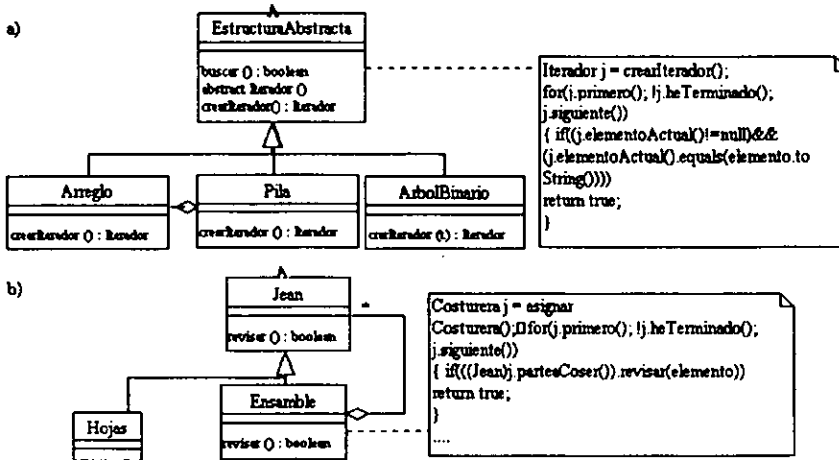 a)
EstructuraAbstracta
buscar () : boolean
abstract Iterador ()
crearIterador() : Iterador
Iterador j = crearIterador();
for(j.primero(); !j.heTerminado();
j.siguiente())
{ if((j.elementoActual()!=null)&&
(j.elementoActual().equals(elemento.to
String())))
return true;
}
Arreglo
crearIterador () : Iterador
Pila
crearIterador () : Iterador
ArbolBinario
crearIterador () : Iterador
b)
Jean
*
revisar () : boolean
Costurera j = asignar
Costurera();for(j.primero(); !j.heTerminado();
j.siguiente())
{ if(((Jean)j.partesaCoser()).revisar(elemento))
return true;
}
....
Hojas
Ensamble
revisar () : boolean